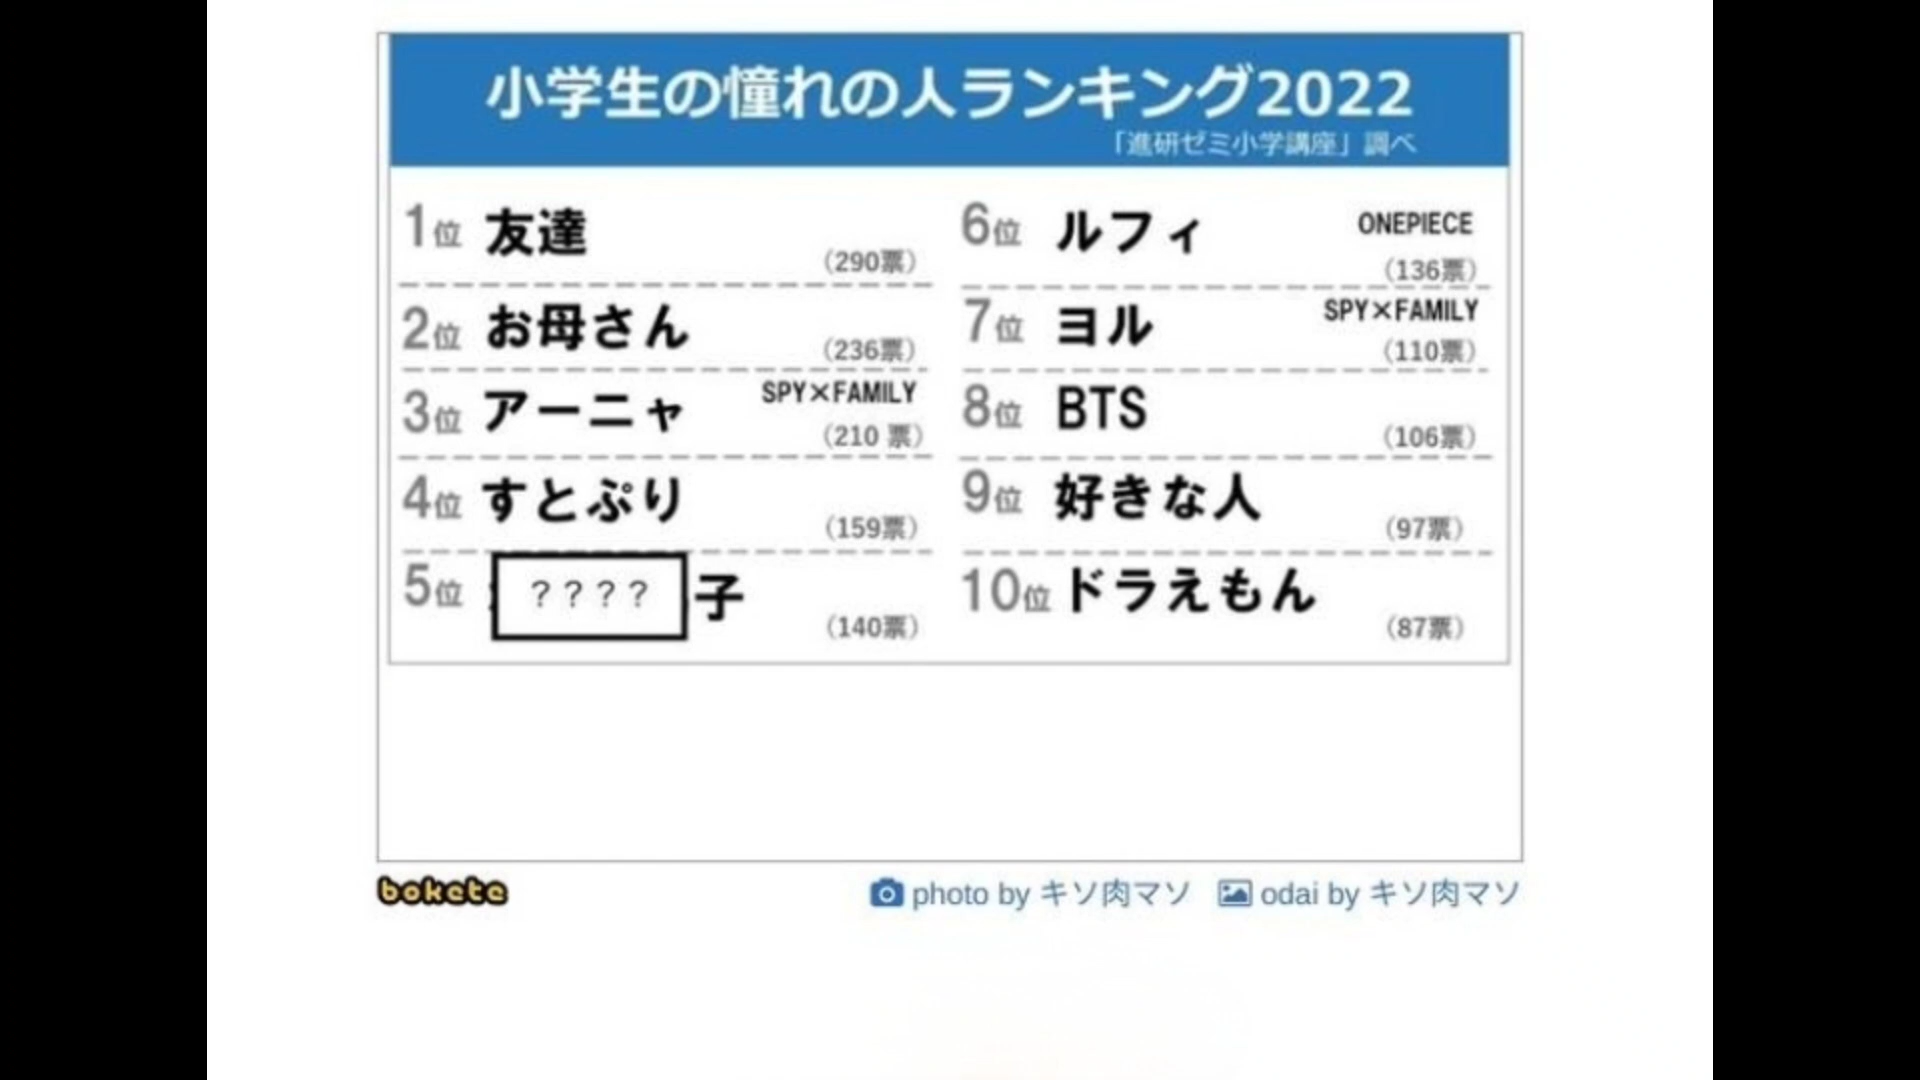 小学生の憧れの人ランキング2022
「進研ゼミ小学講座」調べ
1位 友達 （290票）
2位 お母さん （236票）
3位 アーニャ SPY×FAMILY （210 票）
4位 すとぷり （159票）
5位 ？？？？ 子 （140票）
6位 ルフィ ONEPIECE （136票）
7位 ヨル SPY×FAMILY （110票）
8位 BTS （106票）
9位 好きな人 （97票）
10位 ドラえもん （87票）
bokete
photo by キソ肉マソ odai by キソ肉マソ